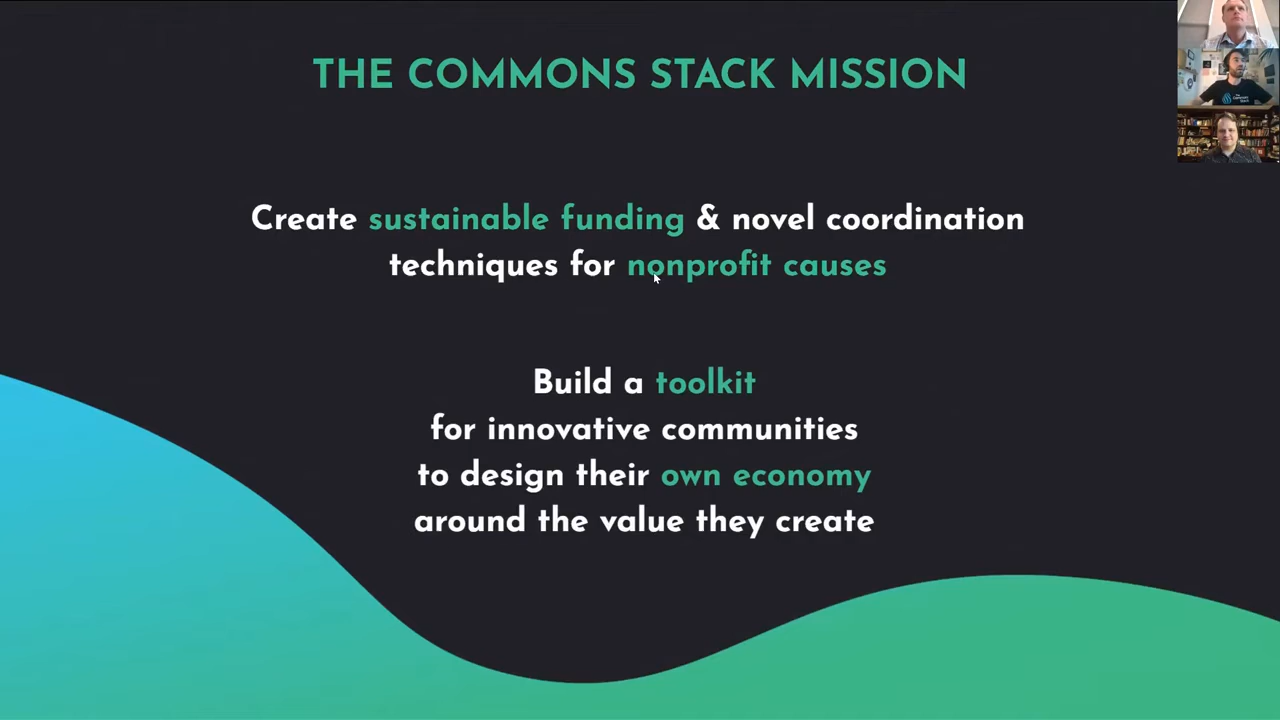 THE COMMONS STACK MISSION
Create sustainable funding & novel coordination
techniques for nonprofit causes
Build a toolkit
for innovative communities
to design their own economy
around the value they create